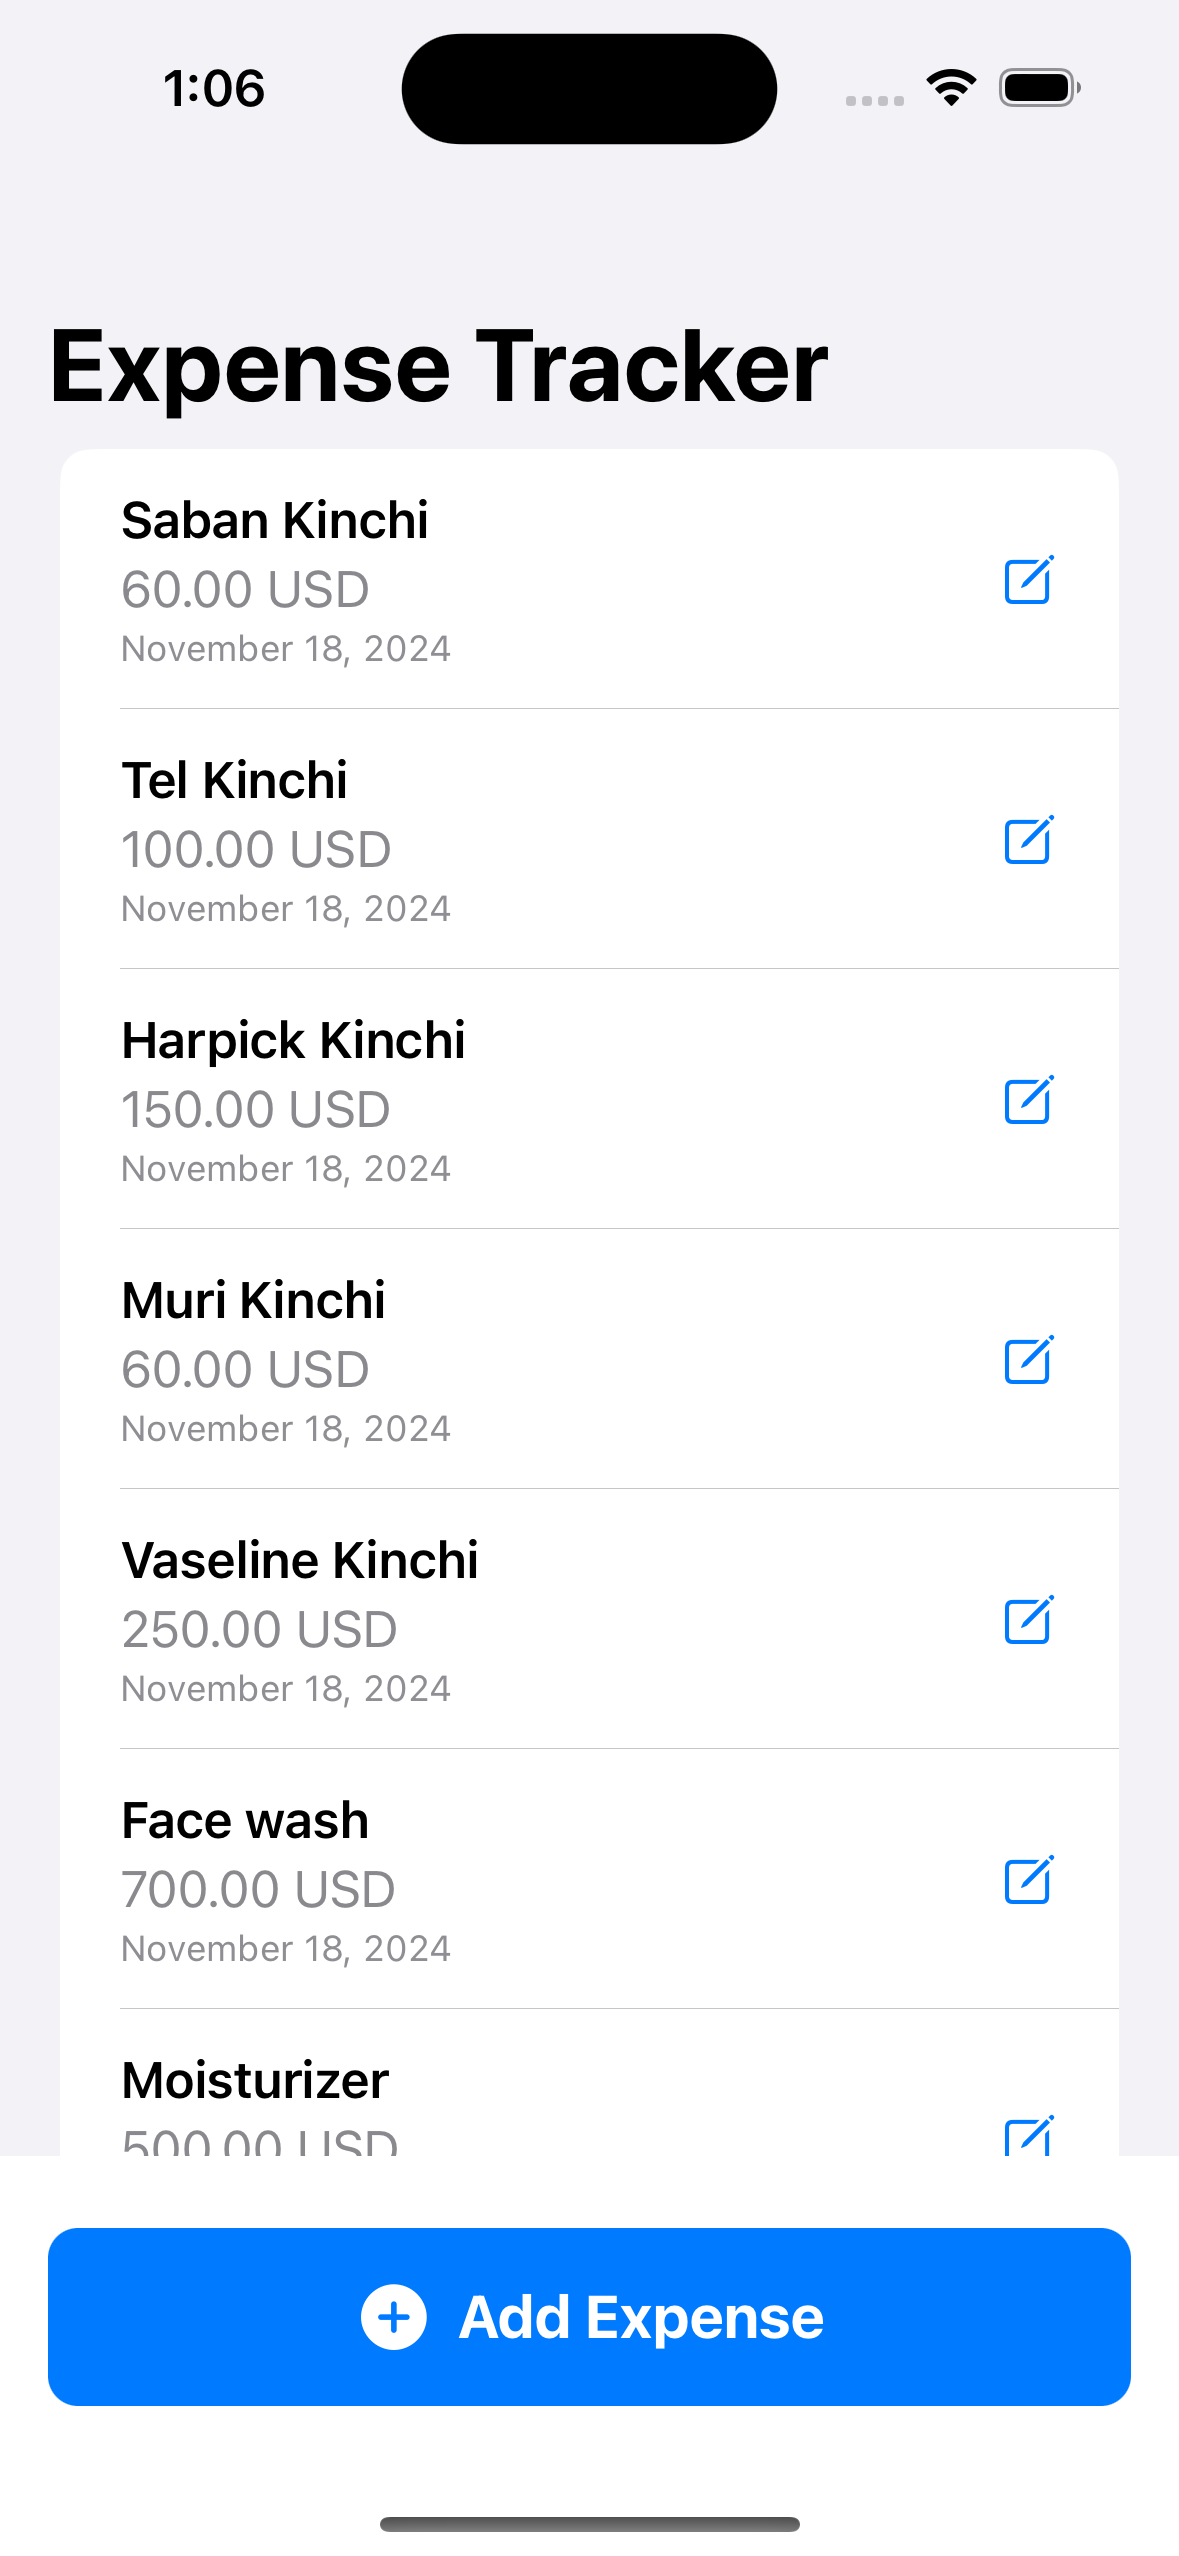 1:06
Expense Tracker
Saban Kinchi
60.00 USD
November 18, 2024
Tel Kinchi
100.00 USD
November 18, 2024
Harpick Kinchi
150.00 USD
November 18, 2024
Muri Kinchi
60.00 USD
November 18, 2024
Vaseline Kinchi
250.00 USD
November 18, 2024
Face wash
700.00 USD
November 18, 2024
Moisturizer
500.00 USD
Add Expense